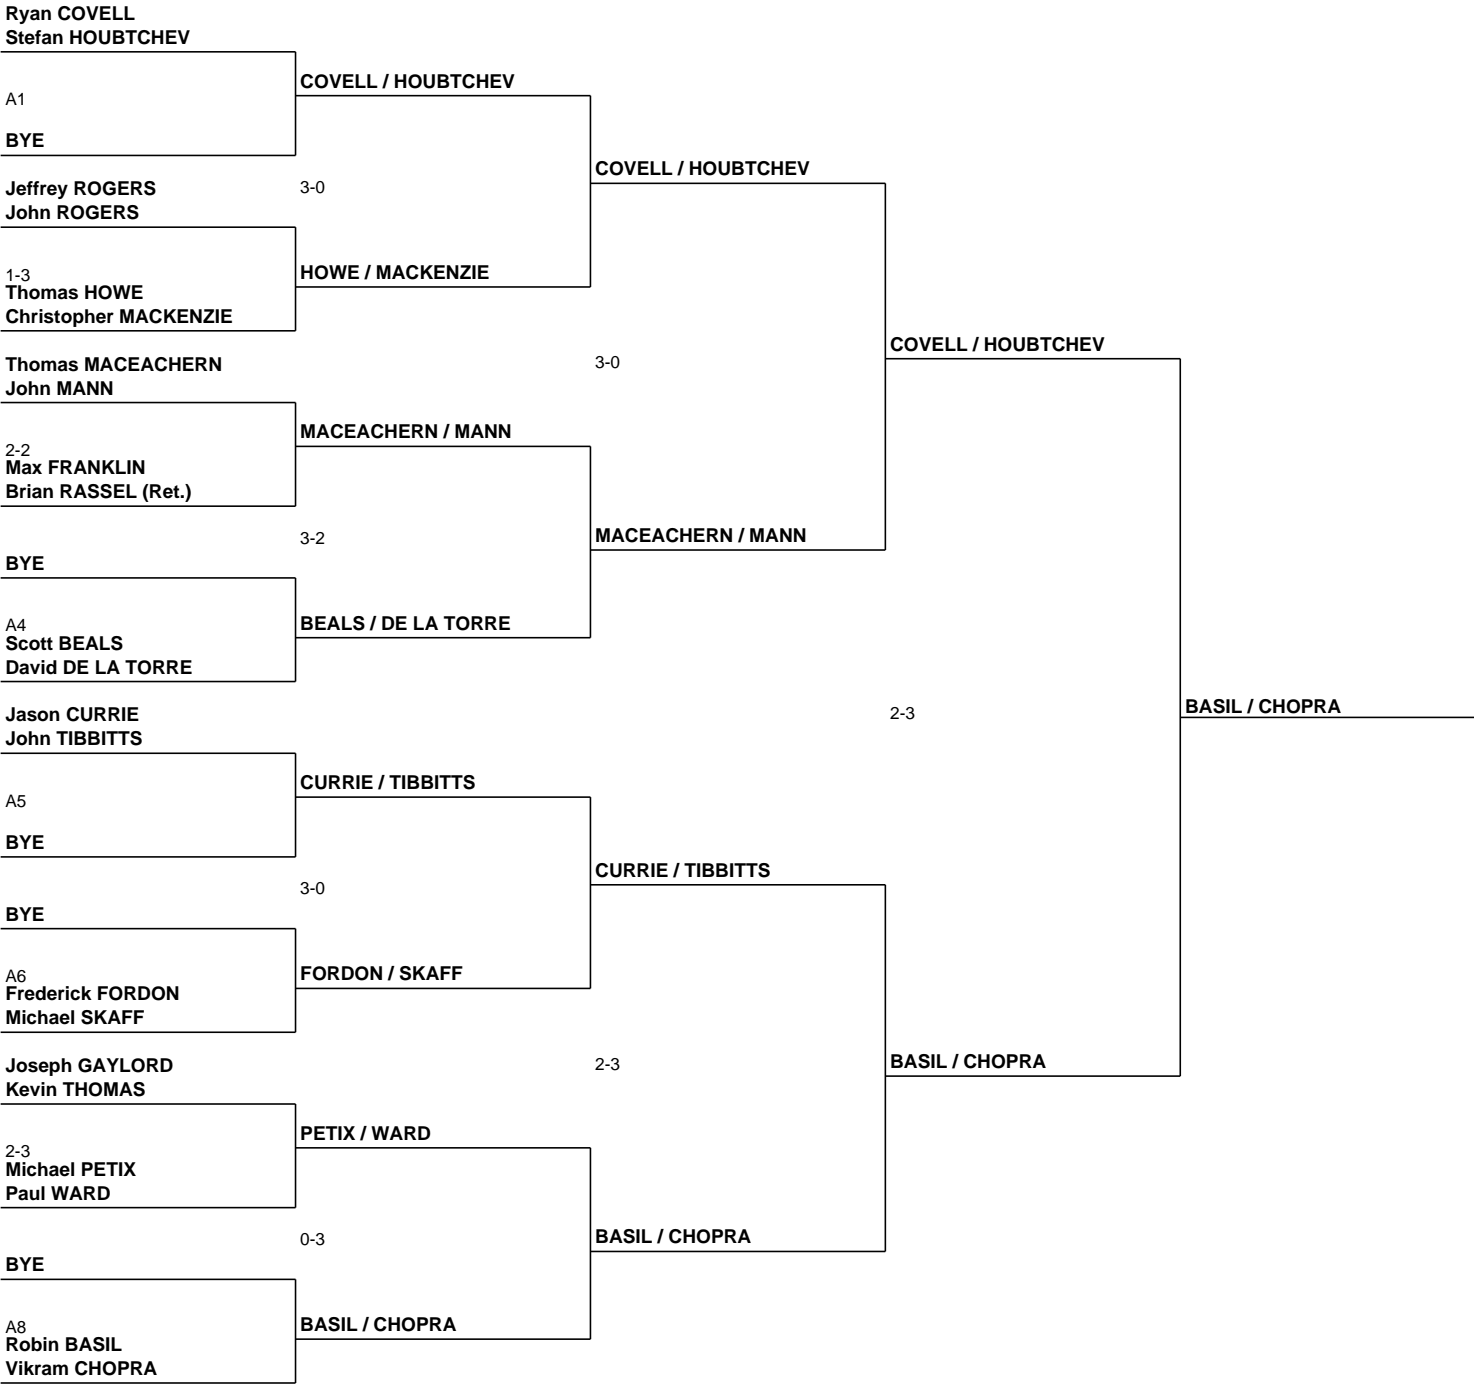 Ryan COVELL
Stefan HOUBTCHEV
A1
BYE
Jeffrey ROGERS
John ROGERS
1-3
Thomas HOWE
Christopher MACKENZIE
Thomas MACEACHERN
John MANN
2-2
Max FRANKLIN
Brian RASSEL (Ret.)
BYE
A4
Scott BEALS
David DE LA TORRE
Jason CURRIE
John TIBBITTS
A5
BYE
BYE
A6
Frederick FORDON
Michael SKAFF
Joseph GAYLORD
Kevin THOMAS
2-3
Michael PETIX
Paul WARD
BYE
A8
Robin BASIL
Vikram CHOPRA
COVELL / HOUBTCHEV
3-0
HOWE / MACKENZIE
MACEACHERN / MANN
3-2
BEALS / DE LA TORRE
CURRIE / TIBBITTS
3-0
FORDON / SKAFF
PETIX / WARD
0-3
BASIL / CHOPRA
COVELL / HOUBTCHEV
3-0
MACEACHERN / MANN
CURRIE / TIBBITTS
2-3
BASIL / CHOPRA
COVELL / HOUBTCHEV
2-3
BASIL / CHOPRA
BASIL / CHOPRA